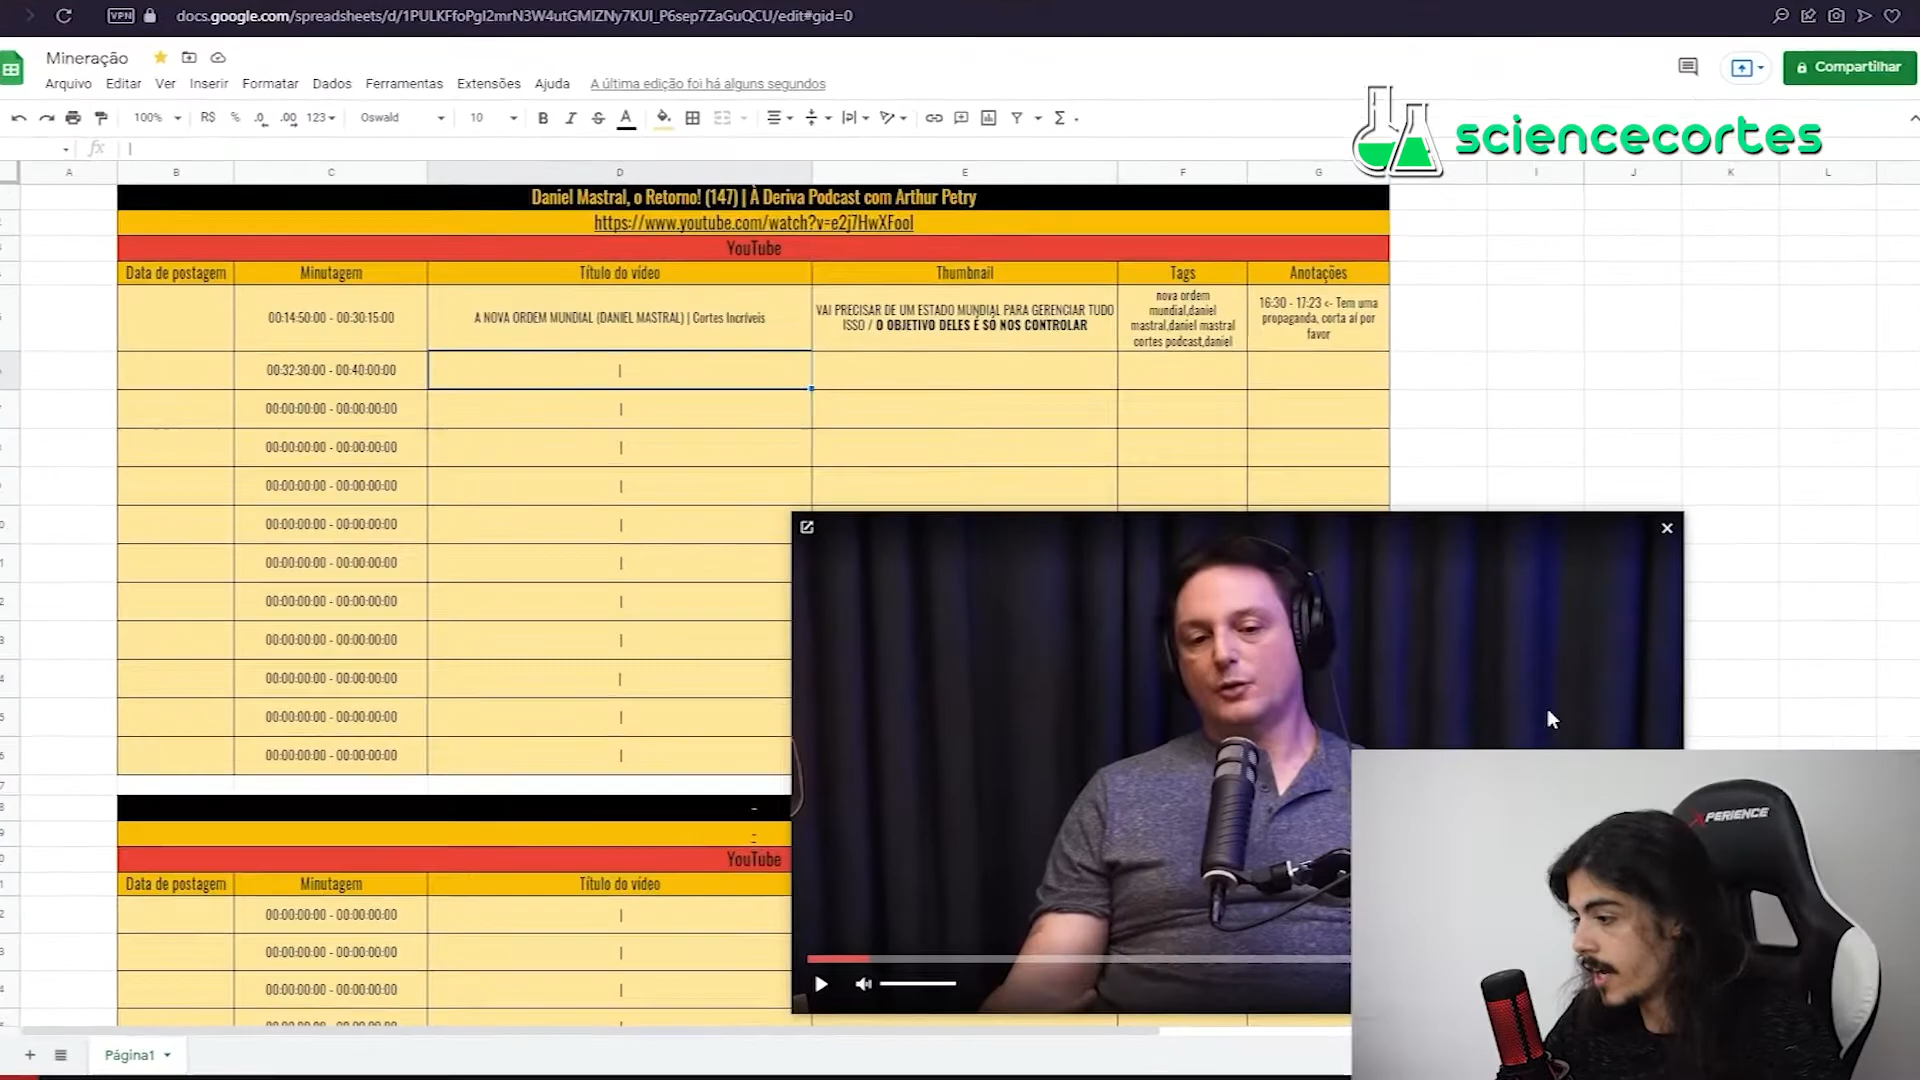 VPN docs.google.com/spreadsheets/d/1PULKFfoPgI2mrN3W4utGMIZNy7KUI_P6sep7ZaGuQCU/edit#gid=0
Mineração
Arquivo Editar Ver Inserir Formatar Dados Ferramentas Extensões Ajuda A última edição foi há alguns segundos
Compartilhar
100% R$ % .0 .00 123 Oswald 10 B I S A
sciencecortes
fx |
A B C D E F G I J K L
Daniel Mastral, o Retorno! (147) | À Deriva Podcast com Arthur Petry
https://www.youtube.com/watch?v=e2j7HwXFooI
YouTube
Data de postagem Minutagem Título do vídeo Thumbnail Tags Anotações
00:14:50:00 - 00:30:15:00
A NOVA ORDEM MUNDIAL (DANIEL MASTRAL) | Cortes Incríveis
VAI PRECISAR DE UM ESTADO MUNDIAL PARA GERENCIAR TUDO
ISSO / O OBJETIVO DELES É SÓ NOS CONTROLAR
nova ordem
mundial,daniel
mastral,daniel mastral
cortes podcast,daniel
16:30 - 17:23 <- Tem uma
propaganda, corta aí por
favor
00:32:30:00 - 00:40:00:00 |
00:00:00:00 - 00:00:00:00 |
00:00:00:00 - 00:00:00:00 |
00:00:00:00 - 00:00:00:00 |
00:00:00:00 - 00:00:00:00 |
00:00:00:00 - 00:00:00:00 |
00:00:00:00 - 00:00:00:00 |
00:00:00:00 - 00:00:00:00 |
00:00:00:00 - 00:00:00:00 |
00:00:00:00 - 00:00:00:00 |
00:00:00:00 - 00:00:00:00 |
-
-
YouTube
Data de postagem Minutagem Título do vídeo
00:00:00:00 - 00:00:00:00 |
00:00:00:00 - 00:00:00:00 |
00:00:00:00 - 00:00:00:00 |
XPERIENCE
Página1